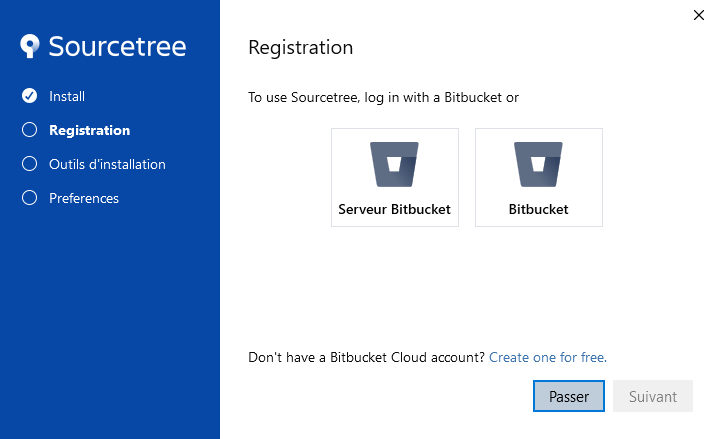 Sourcetree
Install
Registration
Outils d'installation
Preferences
Registration
To use Sourcetree, log in with a Bitbucket or
Serveur Bitbucket
Bitbucket
Don't have a Bitbucket Cloud account? Create one for free.
Passer
Suivant